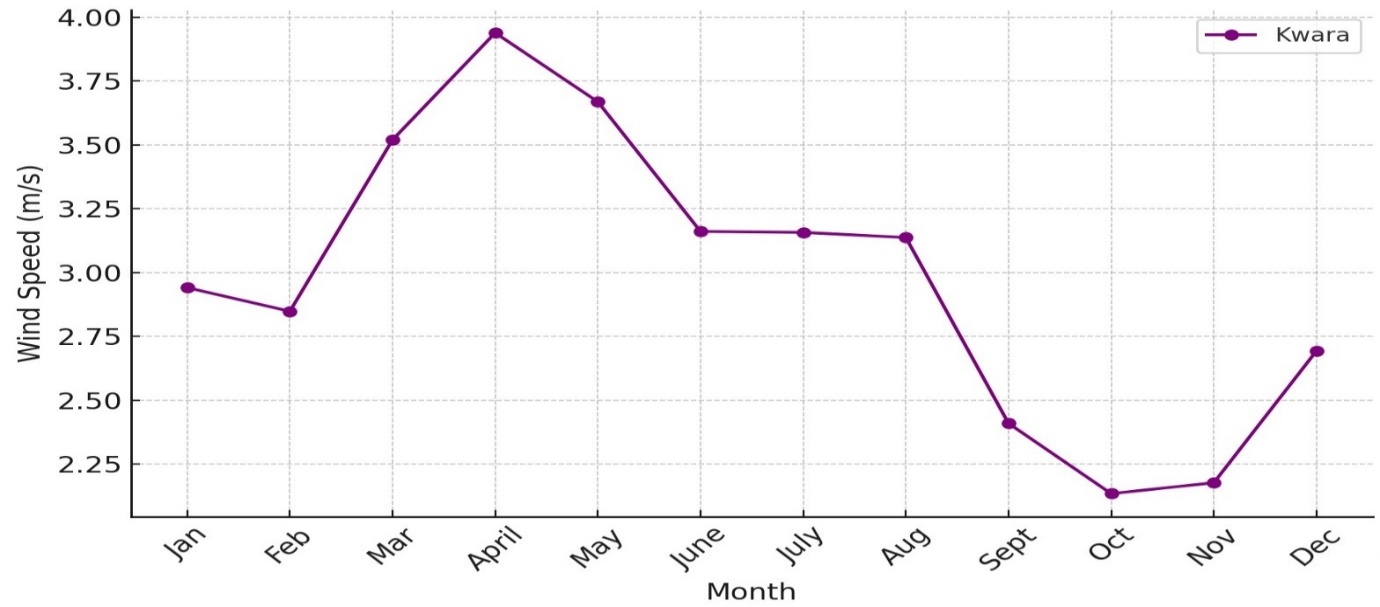 4.00
3.75
3.50
3.25
3.00
2.75
2.50
2.25
Wind Speed (m/s)
Kwara
Jan Feb Mar April May June July Aug Sept Oct Nov Dec
Month